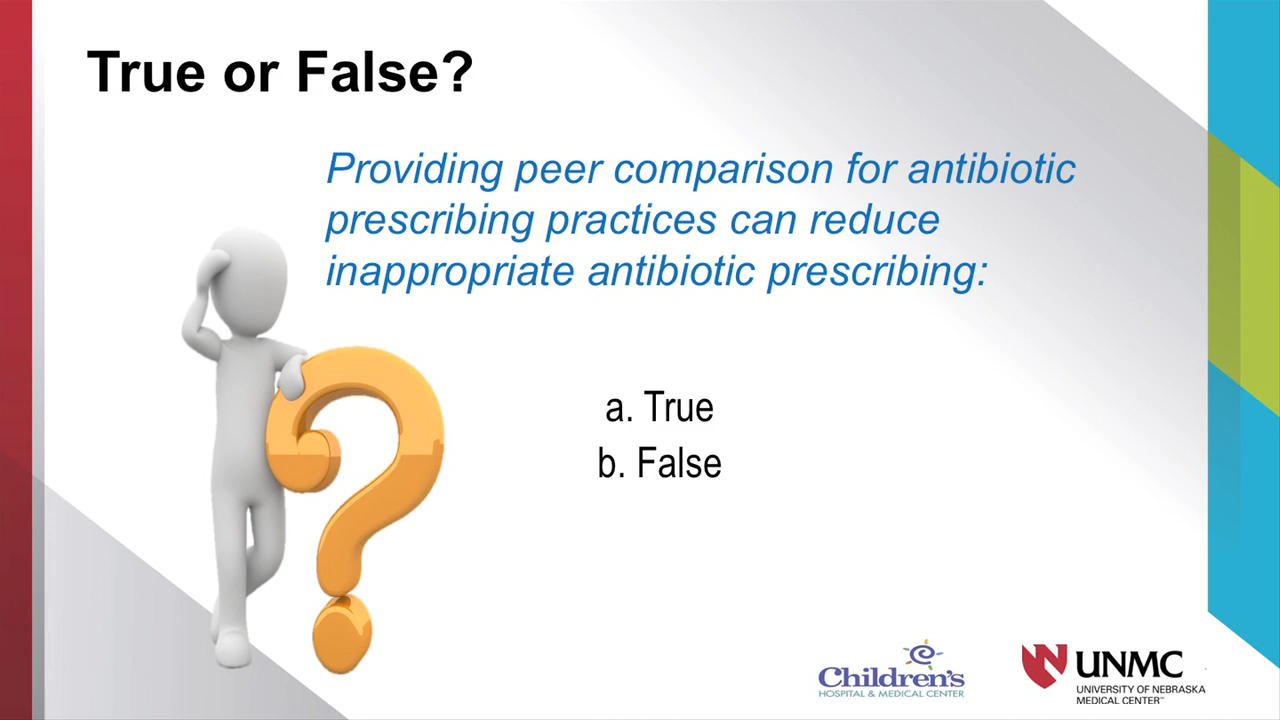 True or False?
Providing peer comparison for antibiotic
prescribing practices can reduce
inappropriate antibiotic prescribing:
a. True
b. False
Children's
HOSPITAL & MEDICAL CENTER
UNMC
UNIVERSITY OF NEBRASKA
MEDICAL CENTER™